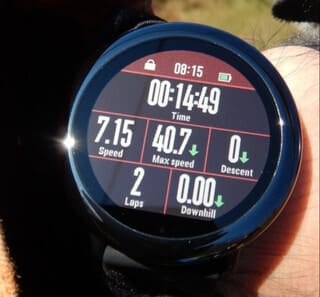 08:15
00:14:49
Time
7.15 40.7 0
Speed Max speed Descent
2 0.00
Laps Downhill